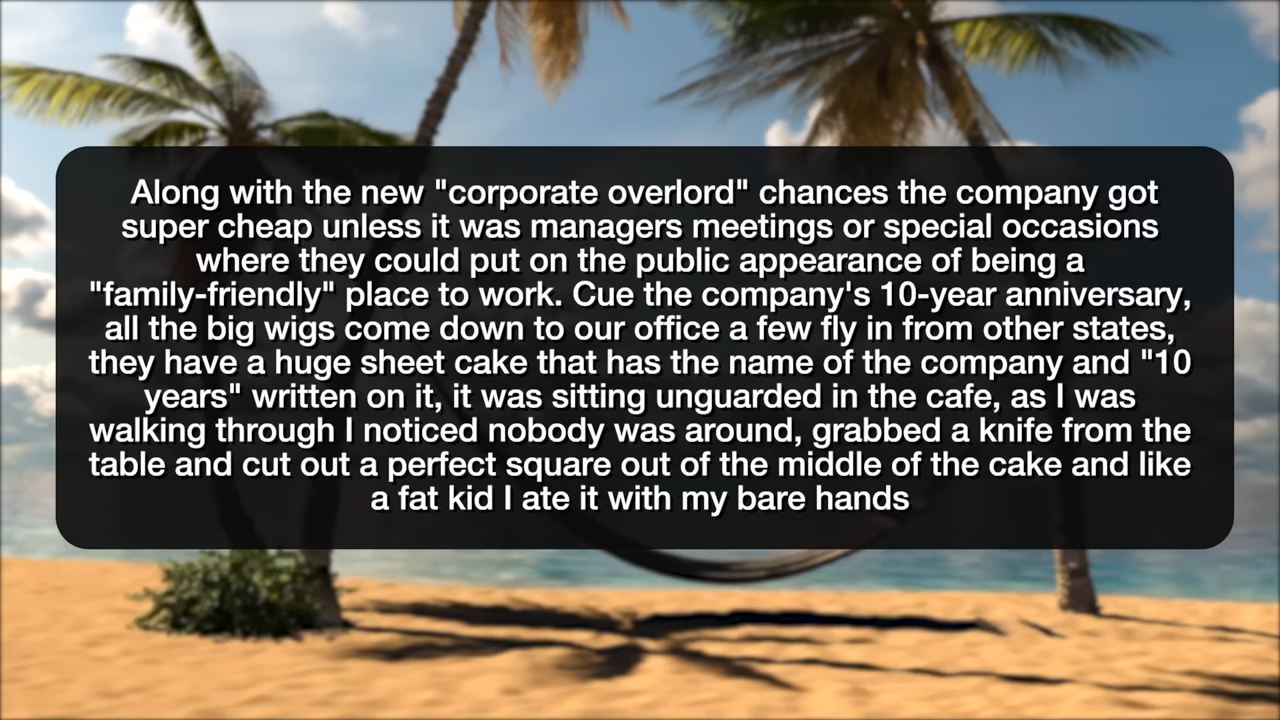 Along with the new "corporate overlord" chances the company got
super cheap unless it was managers meetings or special occasions
where they could put on the public appearance of being a
"family-friendly" place to work. Cue the company's 10-year anniversary,
all the big wigs come down to our office a few fly in from other states,
they have a huge sheet cake that has the name of the company and "10
years" written on it, it was sitting unguarded in the cafe, as I was
walking through I noticed nobody was around, grabbed a knife from the
table and cut out a perfect square out of the middle of the cake and like
a fat kid I ate it with my bare hands